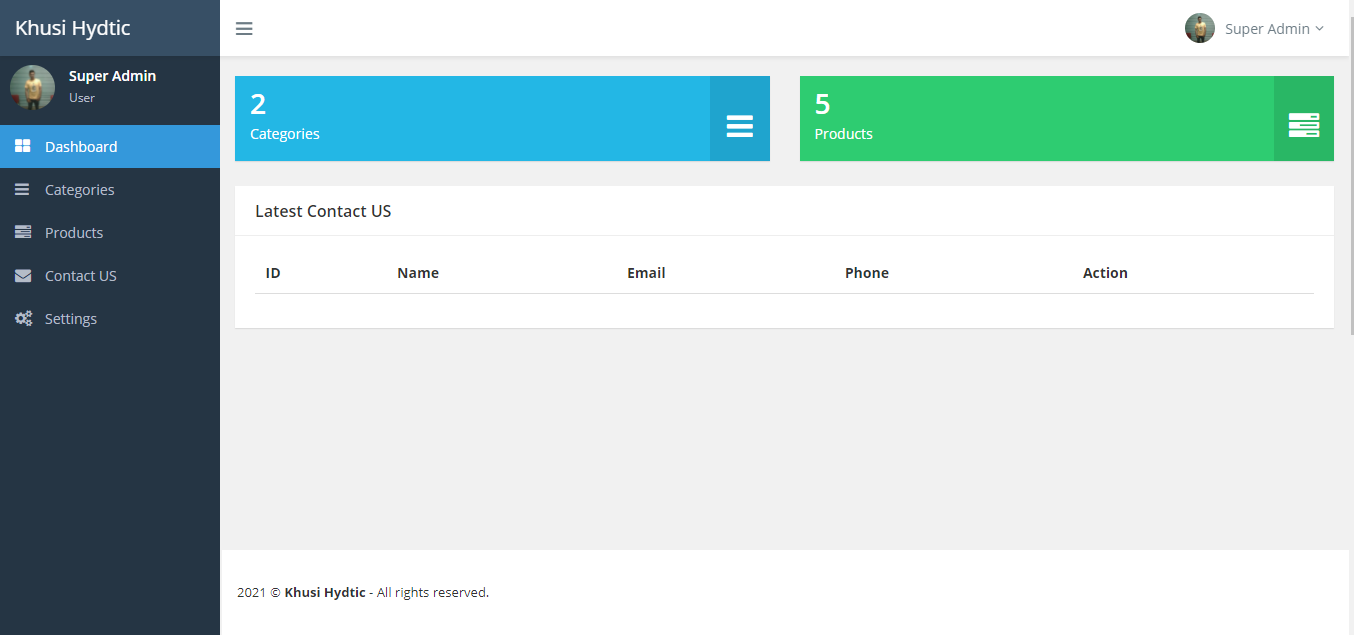 Khusi Hydtic
Super Admin
Super Admin
User
Dashboard
Categories
Products
Contact US
Settings
2
Categories
5
Products
Latest Contact US
ID Name Email Phone Action
2021 © Khusi Hydtic - All rights reserved.